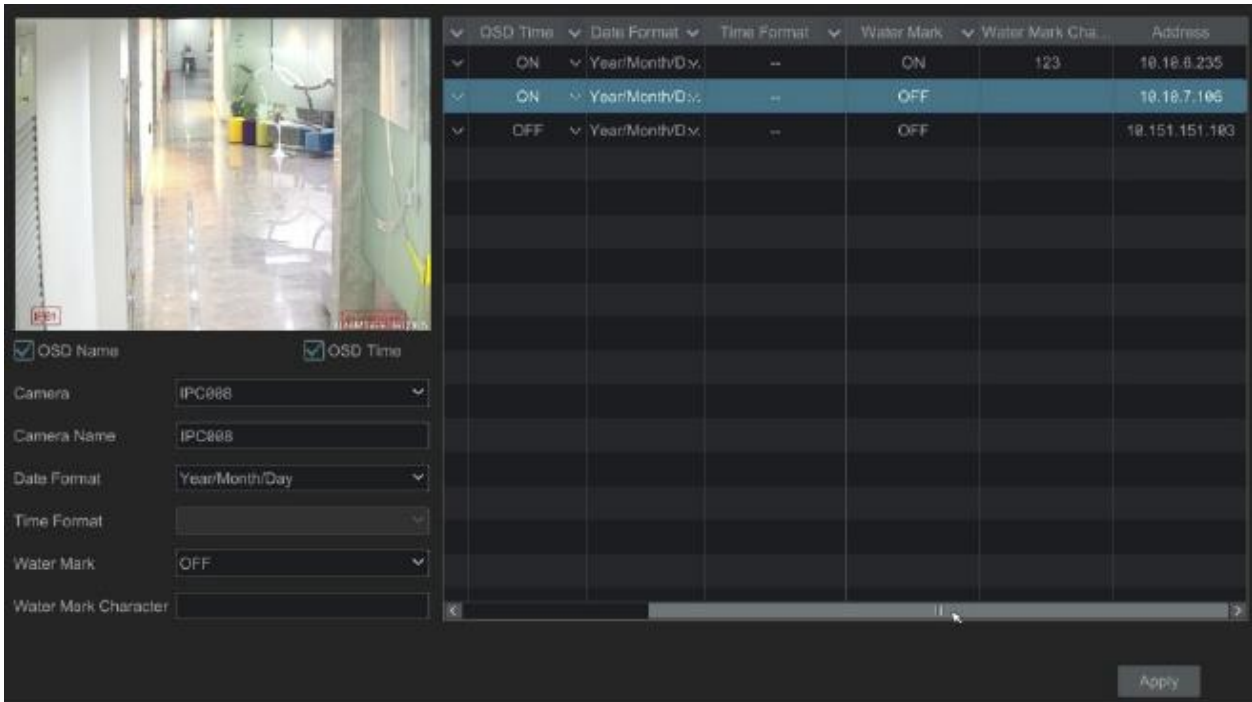 OSD Time Date Format Time Format Water Mark Water Mark Cha... Address
ON Year/Month/D -- ON 123 10.10.6.235
ON Year/Month/D -- OFF 10.10.7.106
OFF Year/Month/D -- OFF 10.151.151.103
OSD Name OSD Time
Camera IPC008
Camera Name IPC008
Date Format Year/Month/Day
Time Format
Water Mark OFF
Water Mark Character
Apply